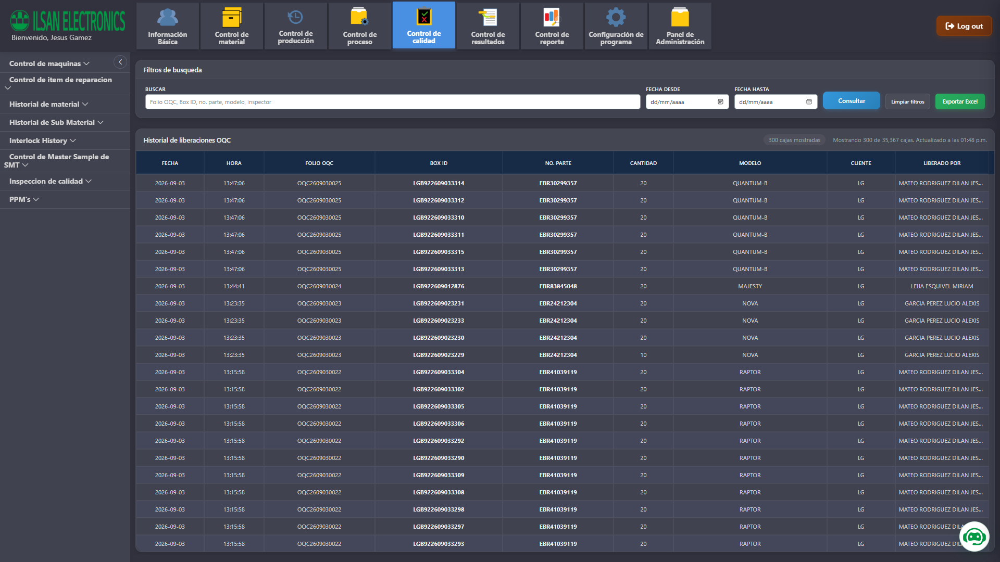 ILSAN ELECTRONICS
Bienvenido, Jesus Gamez
Información Básica
Control de material
Control de producción
Control de proceso
Control de calidad
Control de resultados
Control de reporte
Configuración de programa
Panel de Administración
Log out
Control de maquinas
Control de item de reparacion
Historial de material
Historial de Sub Material
Interlock History
Control de Master Sample de SMT
Inspeccion de calidad
PPM's
Filtros de busqueda
BUSCAR
Folio OQC, Box ID, no. parte, modelo, inspector
FECHA DESDE
dd/mm/aaaa
FECHA HASTA
dd/mm/aaaa
Consultar
Limpiar filtros
Exportar Excel
Historial de liberaciones OQC
300 cajas mostradas
Mostrando 300 de 35,367 cajas. Actualizado a las 01:48 p.m.
FECHA HORA FOLIO OQC BOX ID NO. PARTE CANTIDAD MODELO CLIENTE LIBERADO POR
2026-09-03 13:47:06 OQC2609030025 LGB922609033314 EBR30299357 20 QUANTUM-B LG MATEO RODRIGUEZ DILAN JES...
2026-09-03 13:47:06 OQC2609030025 LGB922609033312 EBR30299357 20 QUANTUM-B LG MATEO RODRIGUEZ DILAN JES...
2026-09-03 13:47:06 OQC2609030025 LGB922609033310 EBR30299357 20 QUANTUM-B LG MATEO RODRIGUEZ DILAN JES...
2026-09-03 13:47:06 OQC2609030025 LGB922609033311 EBR30299357 20 QUANTUM-B LG MATEO RODRIGUEZ DILAN JES...
2026-09-03 13:47:06 OQC2609030025 LGB922609033315 EBR30299357 20 QUANTUM-B LG MATEO RODRIGUEZ DILAN JES...
2026-09-03 13:47:06 OQC2609030025 LGB922609033313 EBR30299357 20 QUANTUM-B LG MATEO RODRIGUEZ DILAN JES...
2026-09-03 13:44:41 OQC2609030024 LGB922609012876 EBR83845048 20 MAJESTY LG LEIJA ESQUIVEL MIRIAM
2026-09-03 13:23:35 OQC2609030023 LGB922609023231 EBR24212304 20 NOVA LG GARCIA PEREZ LUCIO ALEXIS
2026-09-03 13:23:35 OQC2609030023 LGB922609023233 EBR24212304 20 NOVA LG GARCIA PEREZ LUCIO ALEXIS
2026-09-03 13:23:35 OQC2609030023 LGB922609023230 EBR24212304 20 NOVA LG GARCIA PEREZ LUCIO ALEXIS
2026-09-03 13:23:35 OQC2609030023 LGB922609023229 EBR24212304 10 NOVA LG GARCIA PEREZ LUCIO ALEXIS
2026-09-03 13:15:58 OQC2609030022 LGB922609033304 EBR41039119 20 RAPTOR LG MATEO RODRIGUEZ DILAN JES...
2026-09-03 13:15:58 OQC2609030022 LGB922609033302 EBR41039119 20 RAPTOR LG MATEO RODRIGUEZ DILAN JES...
2026-09-03 13:15:58 OQC2609030022 LGB922609033305 EBR41039119 20 RAPTOR LG MATEO RODRIGUEZ DILAN JES...
2026-09-03 13:15:58 OQC2609030022 LGB922609033306 EBR41039119 20 RAPTOR LG MATEO RODRIGUEZ DILAN JES...
2026-09-03 13:15:58 OQC2609030022 LGB922609033292 EBR41039119 20 RAPTOR LG MATEO RODRIGUEZ DILAN JES...
2026-09-03 13:15:58 OQC2609030022 LGB922609033290 EBR41039119 20 RAPTOR LG MATEO RODRIGUEZ DILAN JES...
2026-09-03 13:15:58 OQC2609030022 LGB922609033309 EBR41039119 20 RAPTOR LG MATEO RODRIGUEZ DILAN JES...
2026-09-03 13:15:58 OQC2609030022 LGB922609033308 EBR41039119 20 RAPTOR LG MATEO RODRIGUEZ DILAN JES...
2026-09-03 13:15:58 OQC2609030022 LGB922609033298 EBR41039119 20 RAPTOR LG MATEO RODRIGUEZ DILAN JES...
2026-09-03 13:15:58 OQC2609030022 LGB922609033297 EBR41039119 20 RAPTOR LG MATEO RODRIGUEZ
2026-09-03 13:15:58 OQC2609030022 LGB922609033293 EBR41039119 20 RAPTOR LG MATEO RODRIGUEZ